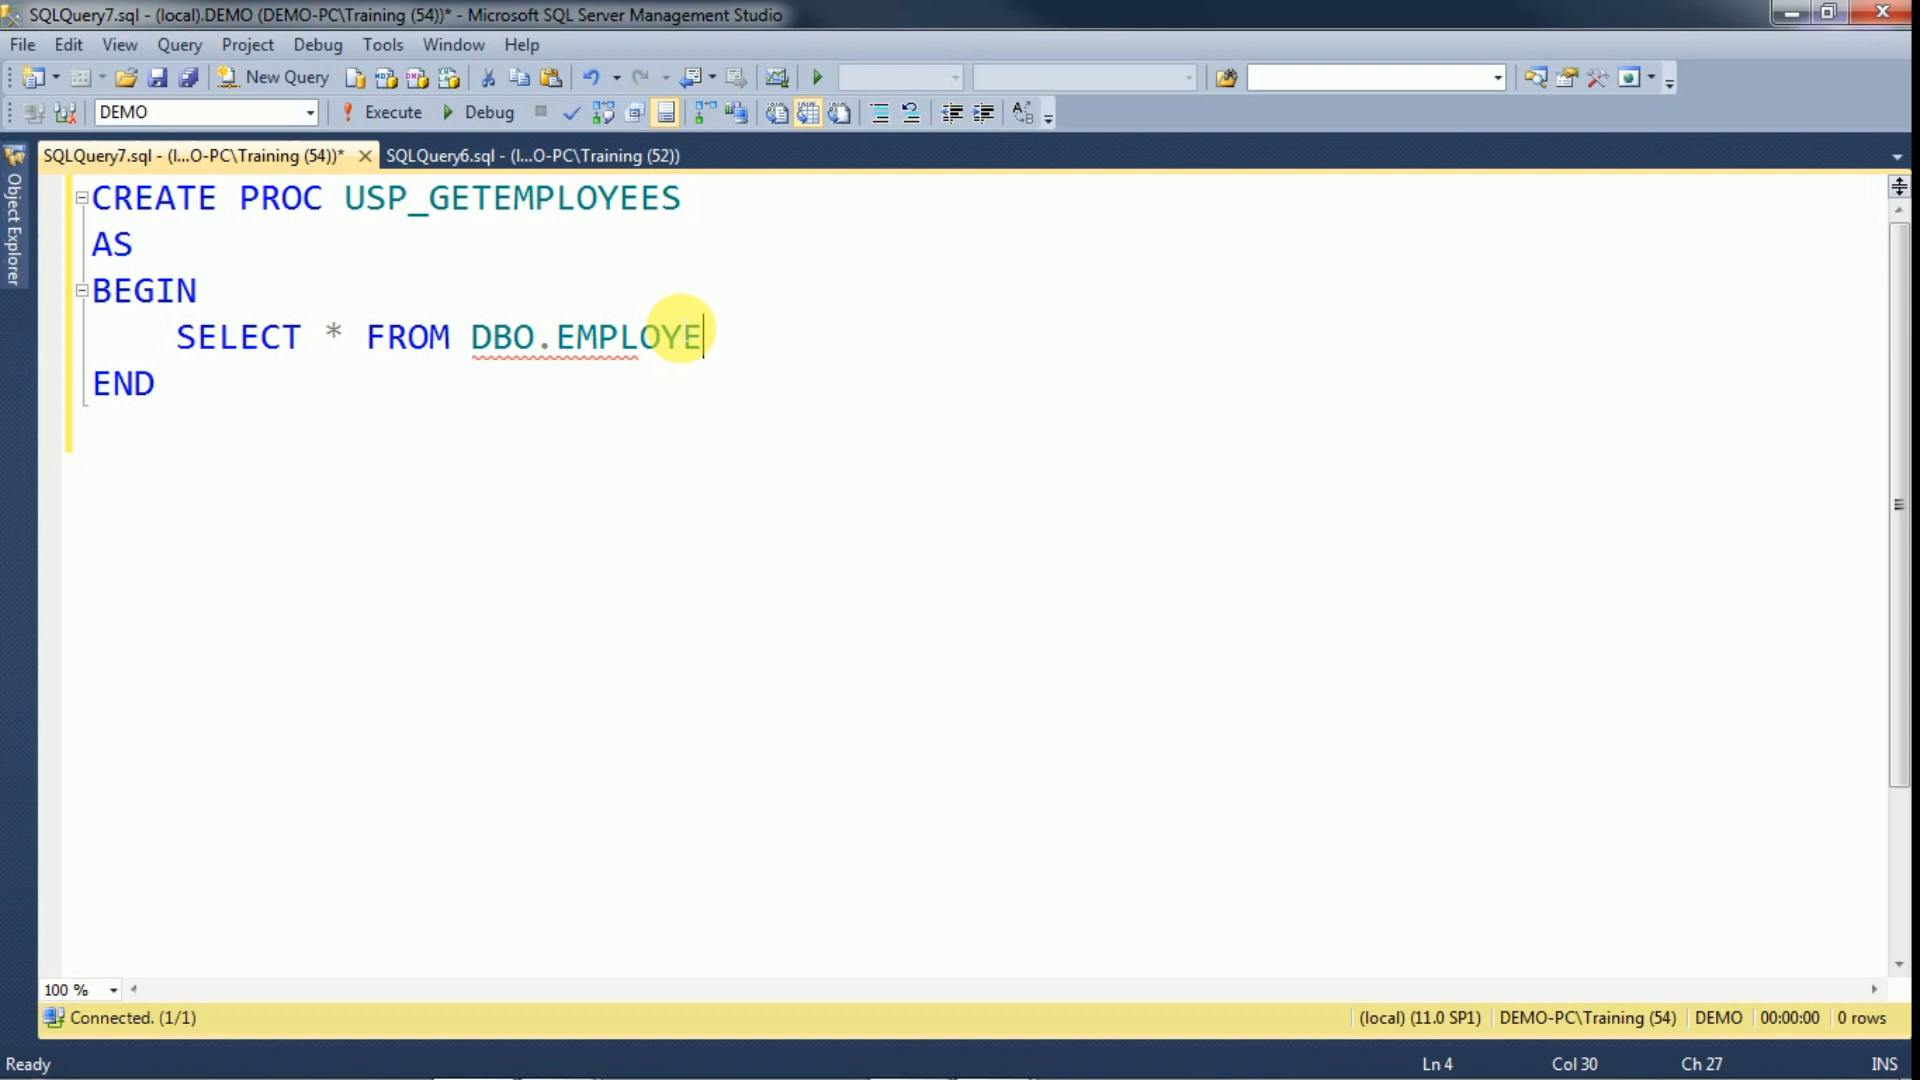 SQLQuery7.sql - (local).DEMO (DEMO-PC\Training (54))* - Microsoft SQL Server Management Studio
File Edit View Query Project Debug Tools Window Help
New Query
DEMO Execute Debug
SQLQuery7.sql - (l...O-PC\Training (54))* SQLQuery6.sql - (l...O-PC\Training (52))
Object Explorer
CREATE PROC USP_GETEMPLOYEES
AS
BEGIN
SELECT * FROM DBO.EMPLOYE
END
100 %
Connected. (1/1) (local) (11.0 SP1) DEMO-PC\Training (54) DEMO 00:00:00 0 rows
Ready Ln 4 Col 30 Ch 27 INS